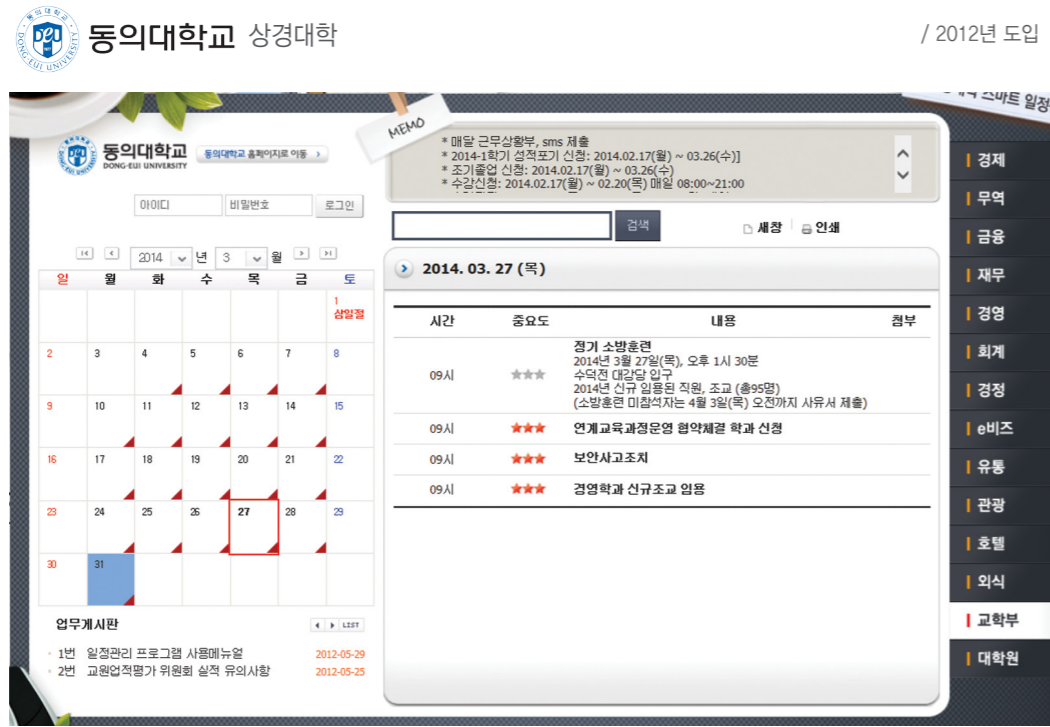 동의대학교 상경대학
/ 2012년 도입
DONG-EUI UNIVERSITY
스마트 일정
동의대학교
DONG-EUI UNIVERSITY
동의대학교 홈페이지로 이동
MEMO
* 매달 근무상황부, sms 제출
* 2014-1학기 성적포기 신청: 2014.02.17(월) ~ 03.26(수)]
* 조기졸업 신청: 2014.02.17(월) ~ 03.26(수)
* 수강신청: 2014.02.17(월) ~ 02.20(목) 매일 08:00~21:00
아이디 비밀번호 로그인
검색 새창 인쇄
2014 년 3 월
일 월 화 수 목 금 토
1
삼일절
2 3 4 5 6 7 8
9 10 11 12 13 14 15
16 17 18 19 20 21 22
23 24 25 26 27 28 29
30 31
업무게시판 LIST
1번 일정관리 프로그램 사용메뉴얼 2012-05-29
2번 교원업적평가 위원회 실적 유의사항 2012-05-25
2014. 03. 27 (목)
시간 중요도 내용 첨부
09시 ★★★ 정기 소방훈련
2014년 3월 27일(목), 오후 1시 30분
수덕전 대강당 입구
2014년 신규 임용된 직원, 조교 (총95명)
(소방훈련 미참석자는 4월 3일(목) 오전까지 사유서 제출)
09시 ★★★ 연계교육과정운영 협약체결 학과 신청
09시 ★★★ 보안사고조치
09시 ★★★ 경영학과 신규조교 임용
경제
무역
금융
재무
경영
회계
경정
e비즈
유통
관광
호텔
외식
교학부
대학원